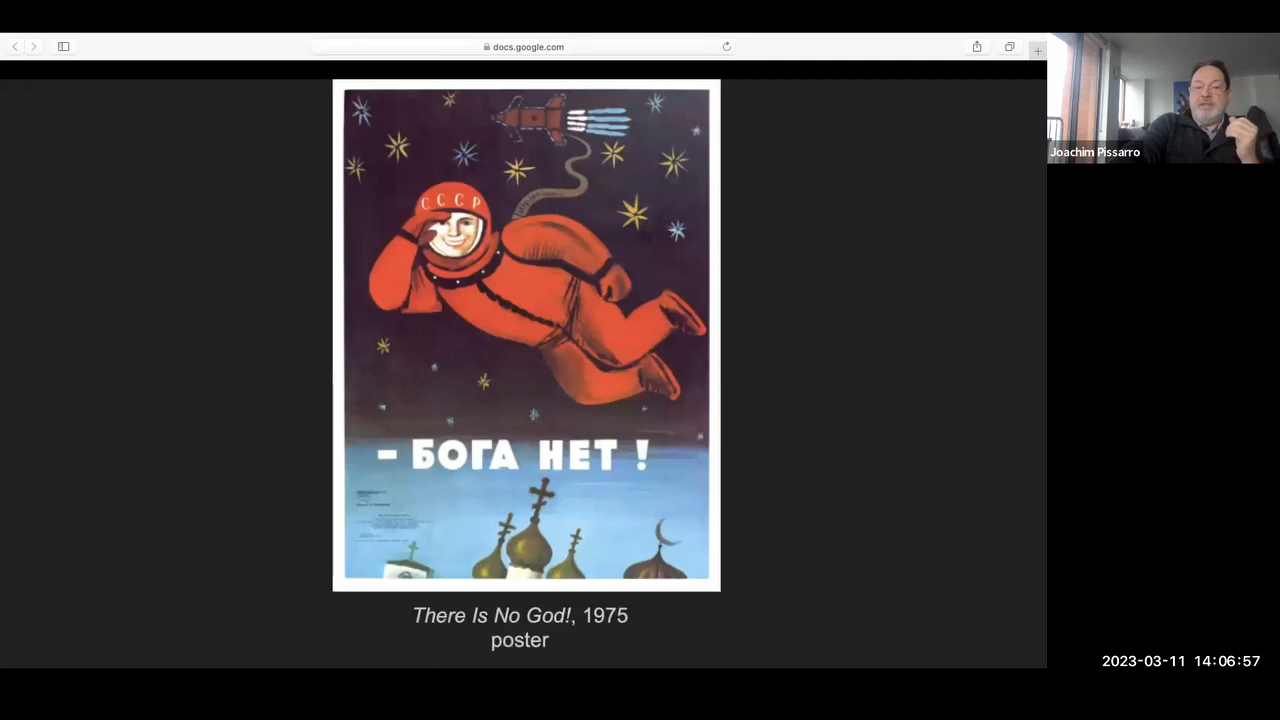 docs.google.com
Joachim Pissarro
СССР
- БОГА НЕТ !
There Is No God!, 1975
poster
2023-03-11 14:06:57